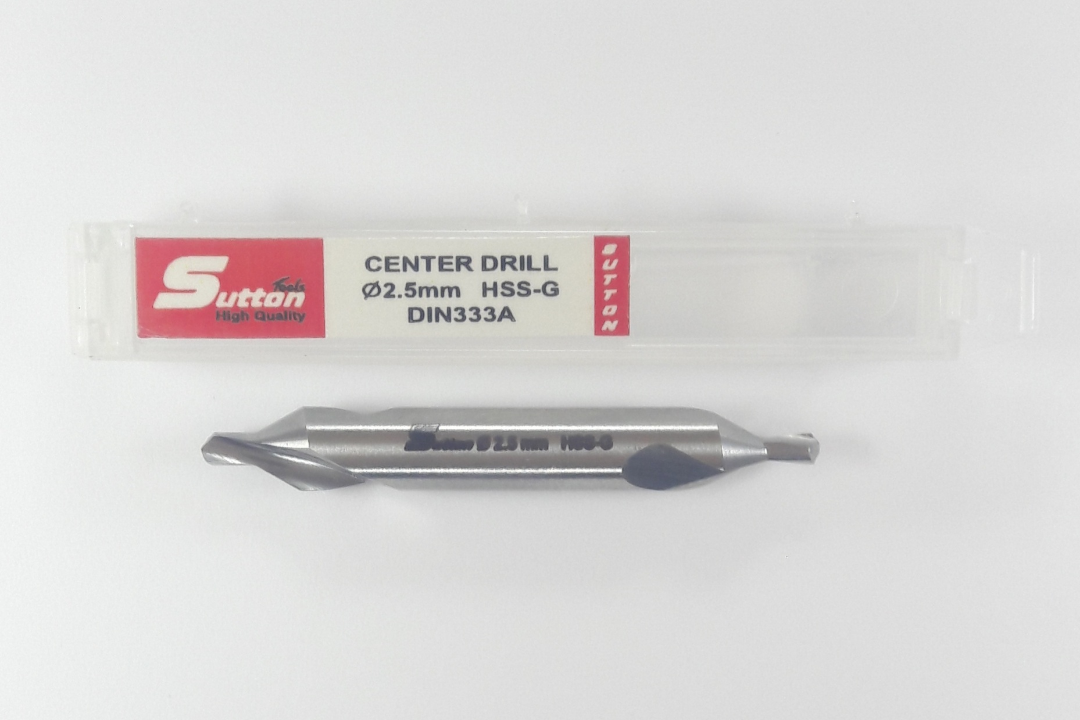 Sutton Tools
High Quality
CENTER DRILL
Ø2.5mm HSS-G
DIN333A
SUTTON
Sutton Ø 2.5 mm HSS-G